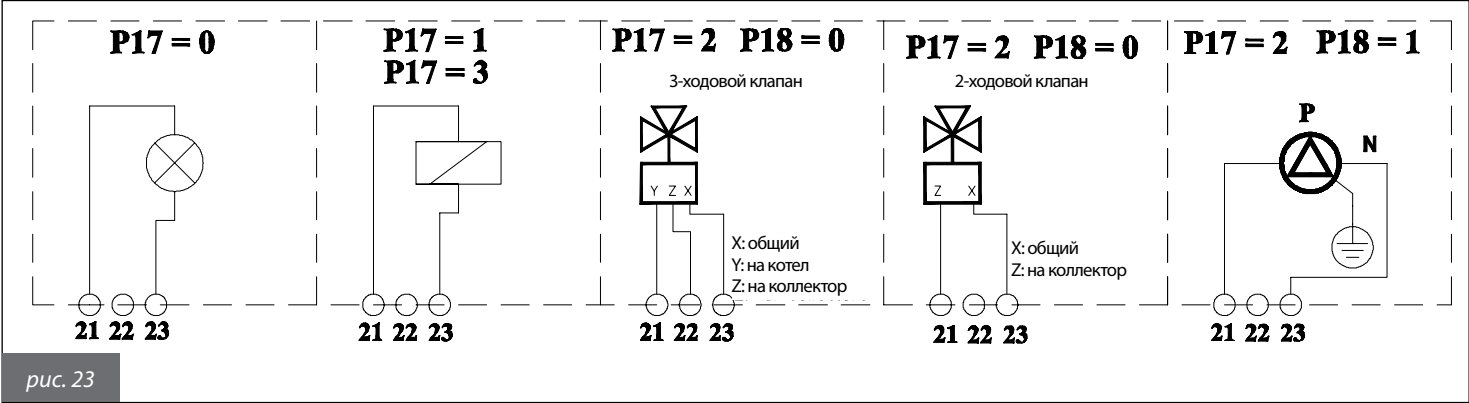 P17 = 0
21 22 23
P17 = 1
P17 = 3
21 22 23
P17 = 2 P18 = 0
3-ходовой клапан
Y Z X
X: общий
Y: на котел
Z: на коллектор
21 22 23
P17 = 2 P18 = 0
2-ходовой клапан
Z X
X: общий
Z: на коллектор
21 22 23
P17 = 2 P18 = 1
P
N
21 22 23
рис. 23